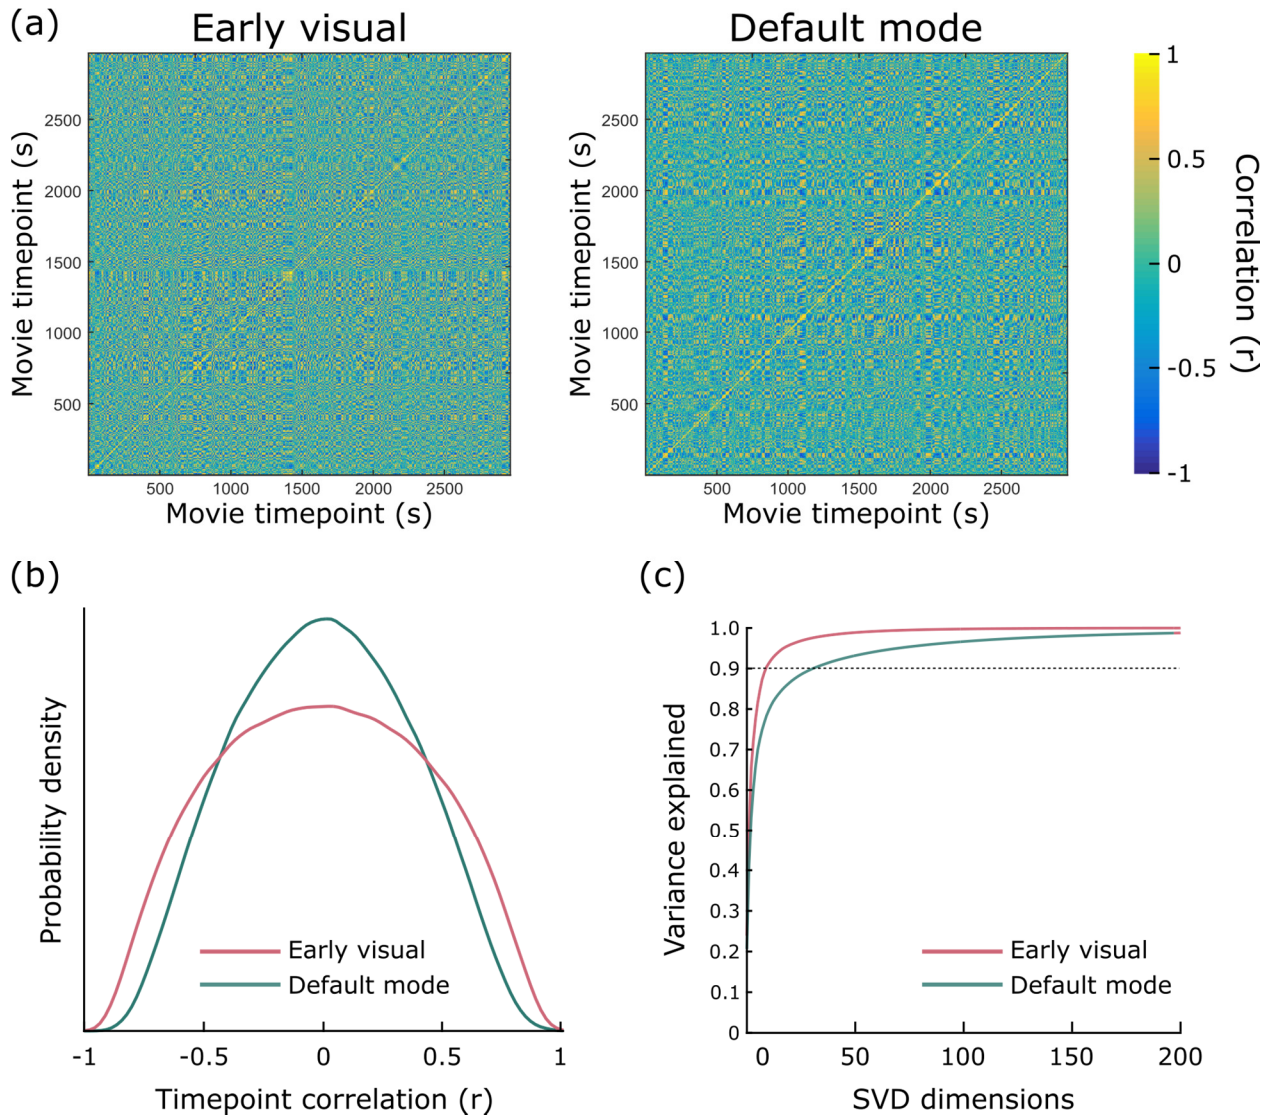 (a)
Early visual
Default mode
Movie timepoint (s)
2500
2000
1500
1000
500
500 1000 1500 2000 2500
Movie timepoint (s)
Movie timepoint (s)
2500
2000
1500
1000
500
500 1000 1500 2000 2500
Movie timepoint (s)
1
0.5
0
-0.5
-1
Correlation (r)
(b)
Probability density
Early visual
Default mode
-1 -0.5 0 0.5 1
Timepoint correlation (r)
(c)
Variance explained
1.0
0.9
0.8
0.7
0.6
0.5
0.4
0.3
0.2
0.1
0
Early visual
Default mode
0 50 100 150 200
SVD dimensions